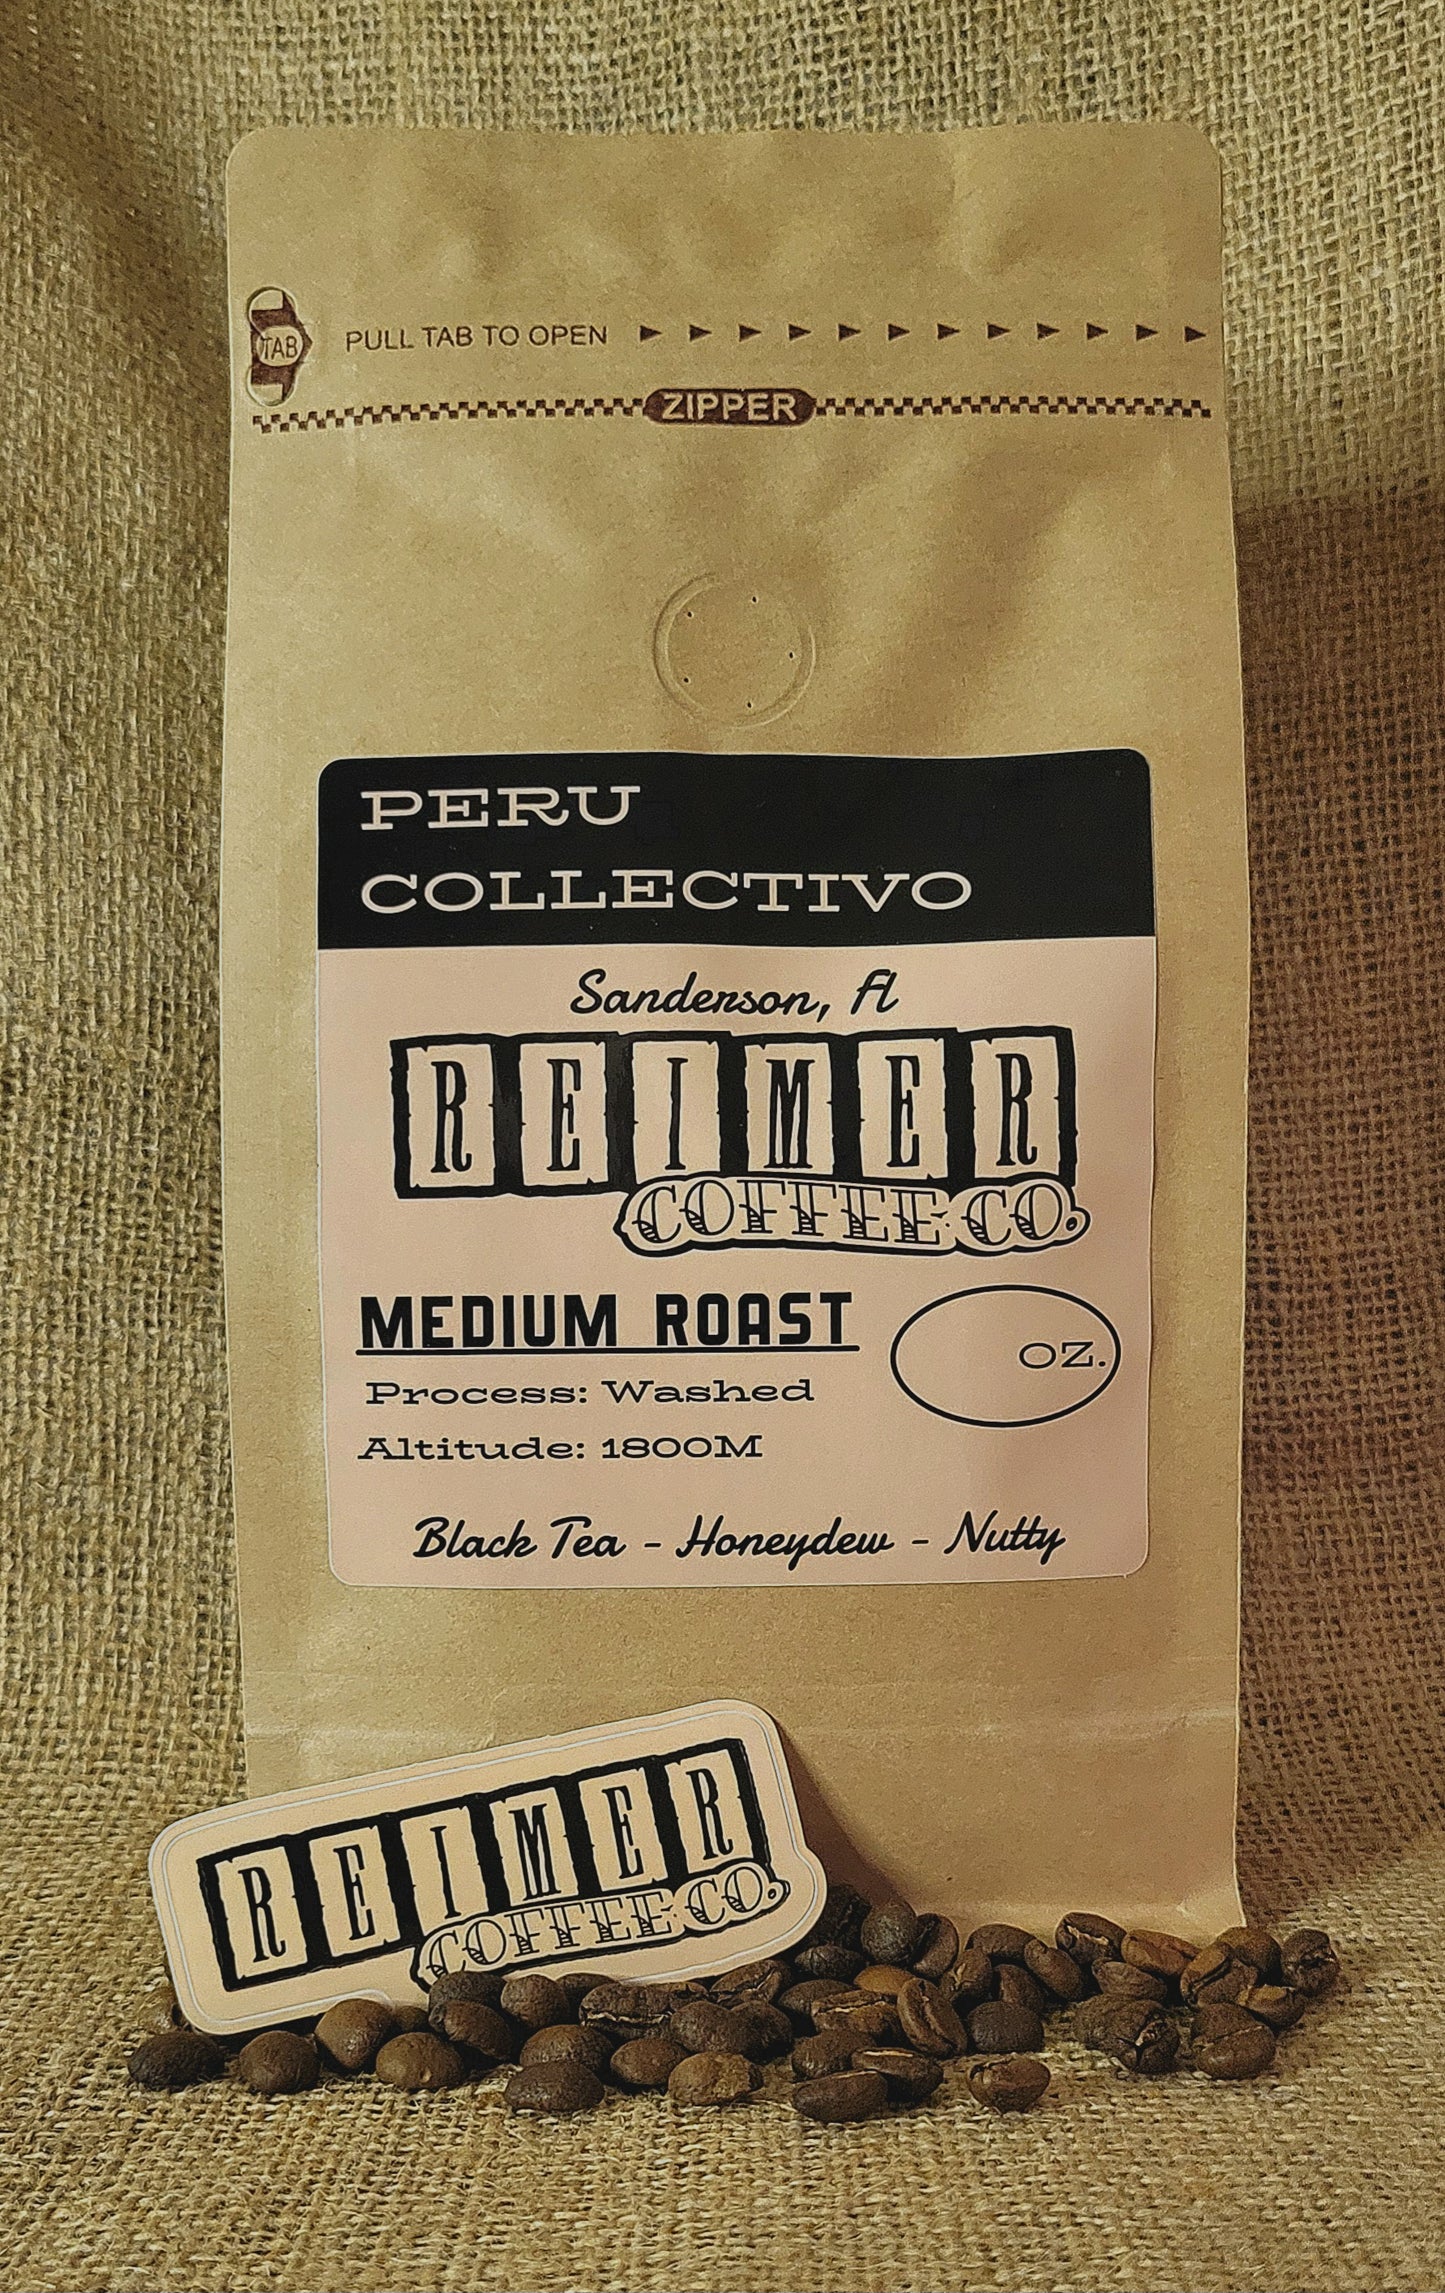 TAB
PULL TAB TO OPEN
ZIPPER
PERU
COLLECTIVO
Sanderson, Fl
REIMER
COFFEE CO.
MEDIUM ROAST
OZ.
Process: Washed
Altitude: 1800M
Black Tea - Honeydew - Nutty
REIMER
COFFEE CO.